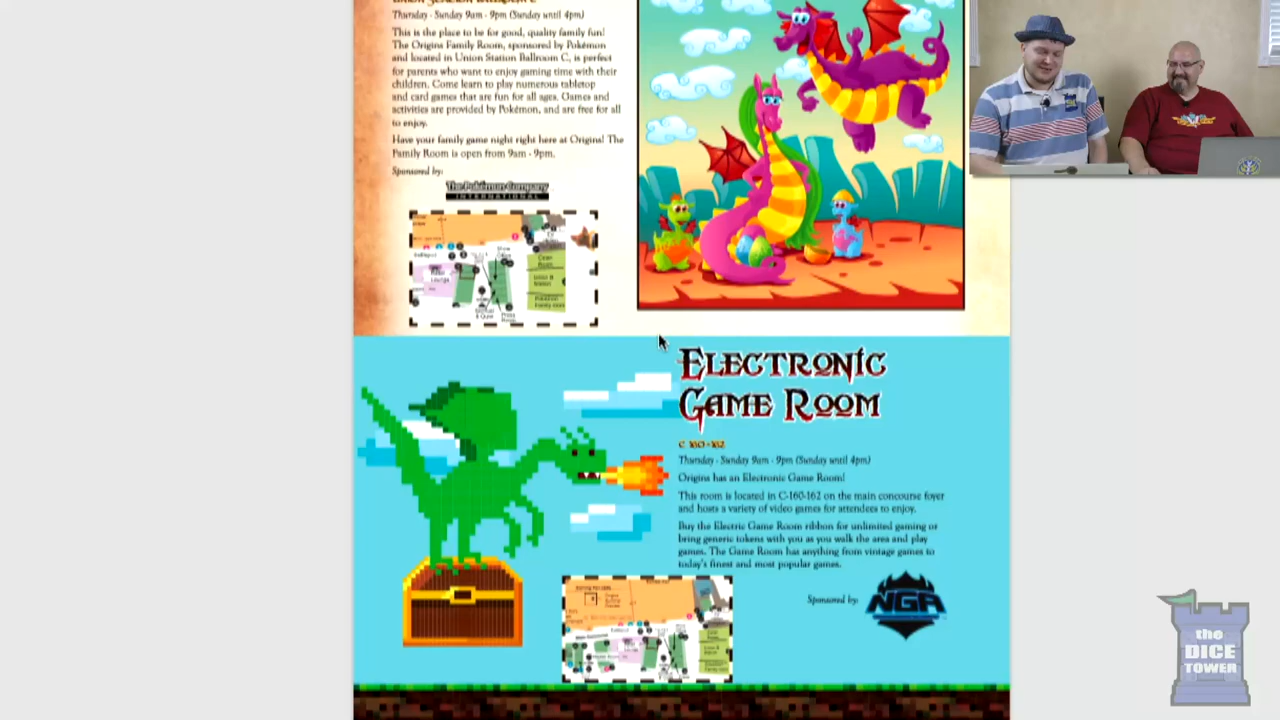 Thursday - Sunday 9am - 9pm (Sunday until 4pm)
This is the place to be for good, quality family fun!
The Origins Family Room, sponsored by Pokémon
and located in Union Station Ballroom C, is perfect
for parents who want to enjoy gaming time with their
children. Come learn to play numerous tabletop
and card games that are fun for all ages. Games and
activities are provided by Pokémon, and are free for all
to enjoy.
Have your family game night right here at Origins! The
Family Room is open from 9am - 9pm.
Sponsored by:
The Pokémon Company
INTERNATIONAL
Electronic
Game Room
C 160-162
Thursday - Sunday 9am - 9pm (Sunday until 4pm)
Origins has an Electronic Game Room!
This room is located in C-160-162 on the main concourse foyer
and hosts a variety of video games for attendees to enjoy.
Buy the Electric Game Room ribbon for unlimited gaming or
bring generic tokens with you as you walk the area and play
games. The Game Room has anything from vintage games to
today's finest and most popular games.
Sponsored by:
NGA
the
DICE
TOWER